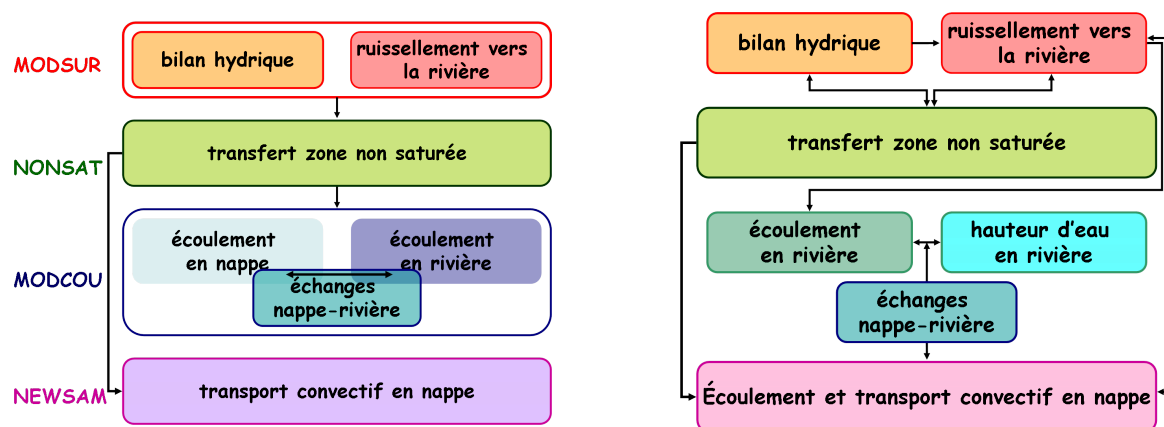 MODSUR
bilan hydrique
ruissellement vers
la rivière
NONSAT
transfert zone non saturée
MODCOU
écoulement
en nappe
écoulement
en rivière
échanges
nappe-rivière
NEWSAM
transport convectif en nappe
bilan hydrique
ruissellement vers
la rivière
transfert zone non saturée
écoulement
en rivière
hauteur d'eau
en rivière
échanges
nappe-rivière
Écoulement et transport convectif en nappe